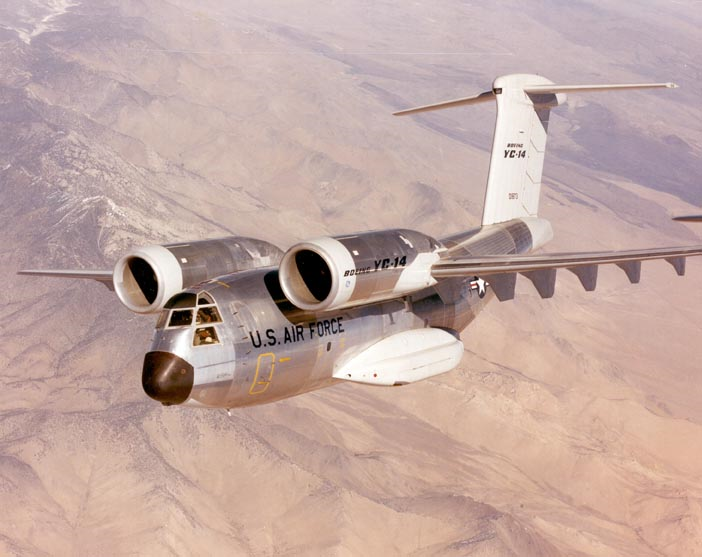 BOEING
YC-14
BOEING YC-14
U.S. AIR FORCE